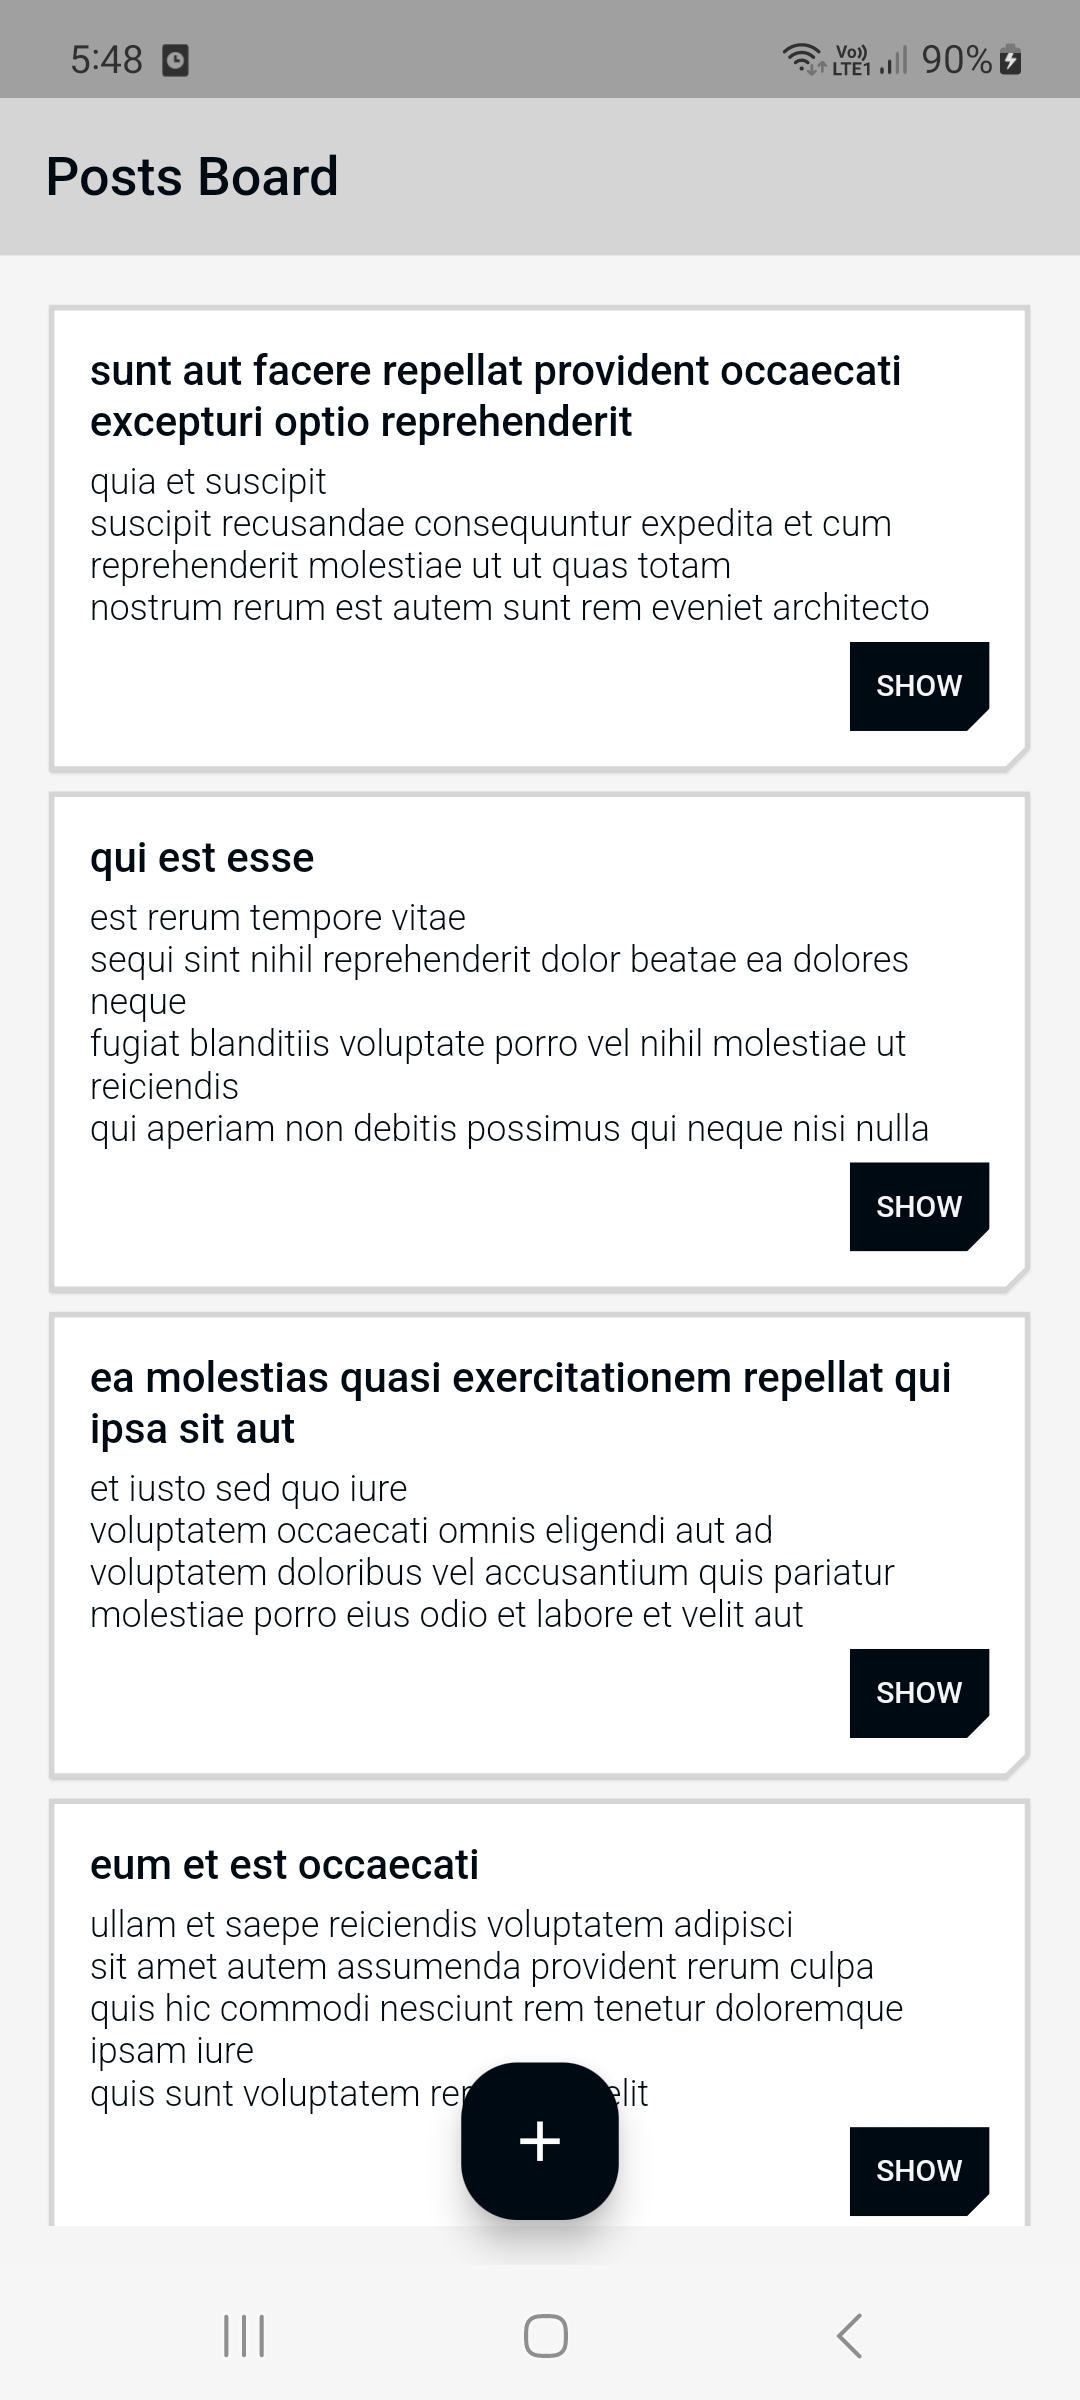 5:48 Vo)) LTE1 90%
Posts Board
sunt aut facere repellat provident occaecati
excepturi optio reprehenderit
quia et suscipit
suscipit recusandae consequuntur expedita et cum
reprehenderit molestiae ut ut quas totam
nostrum rerum est autem sunt rem eveniet architecto
SHOW
qui est esse
est rerum tempore vitae
sequi sint nihil reprehenderit dolor beatae ea dolores
neque
fugiat blanditiis voluptate porro vel nihil molestiae ut
reiciendis
qui aperiam non debitis possimus qui neque nisi nulla
SHOW
ea molestias quasi exercitationem repellat qui
ipsa sit aut
et iusto sed quo iure
voluptatem occaecati omnis eligendi aut ad
voluptatem doloribus vel accusantium quis pariatur
molestiae porro eius odio et labore et velit aut
SHOW
eum et est occaecati
ullam et saepe reiciendis voluptatem adipisci
sit amet autem assumenda provident rerum culpa
quis hic commodi nesciunt rem tenetur doloremque
ipsam iure
quis sunt voluptatem
+
SHOW